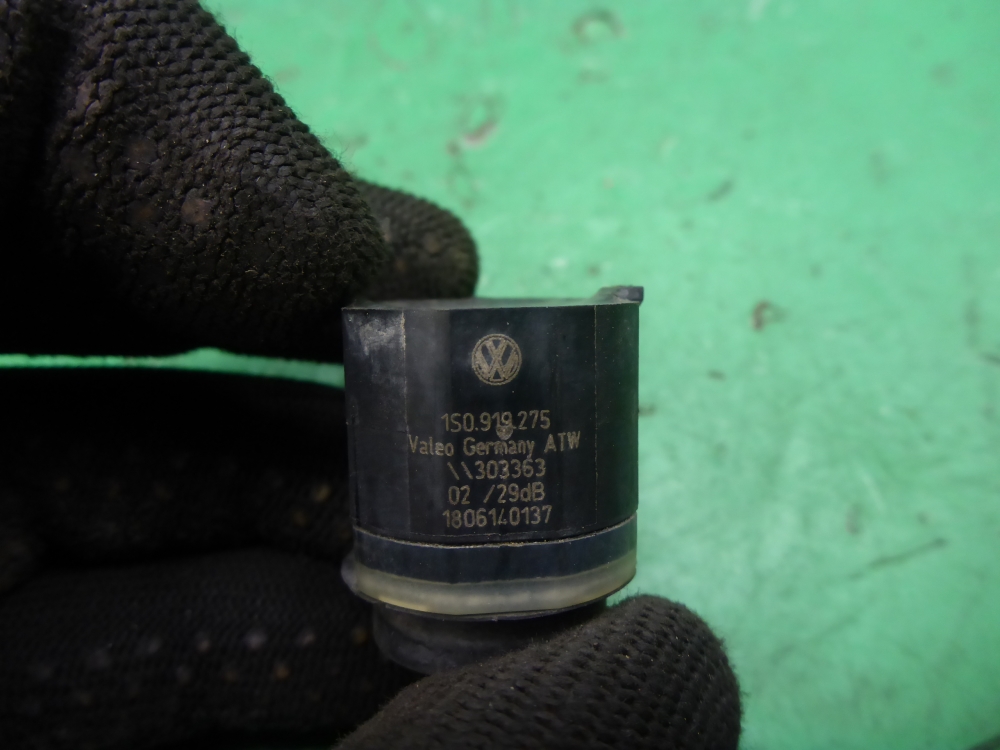 1S0.919.275
Valeo Germany ATW
\\303363
02 /29dB
1806140137